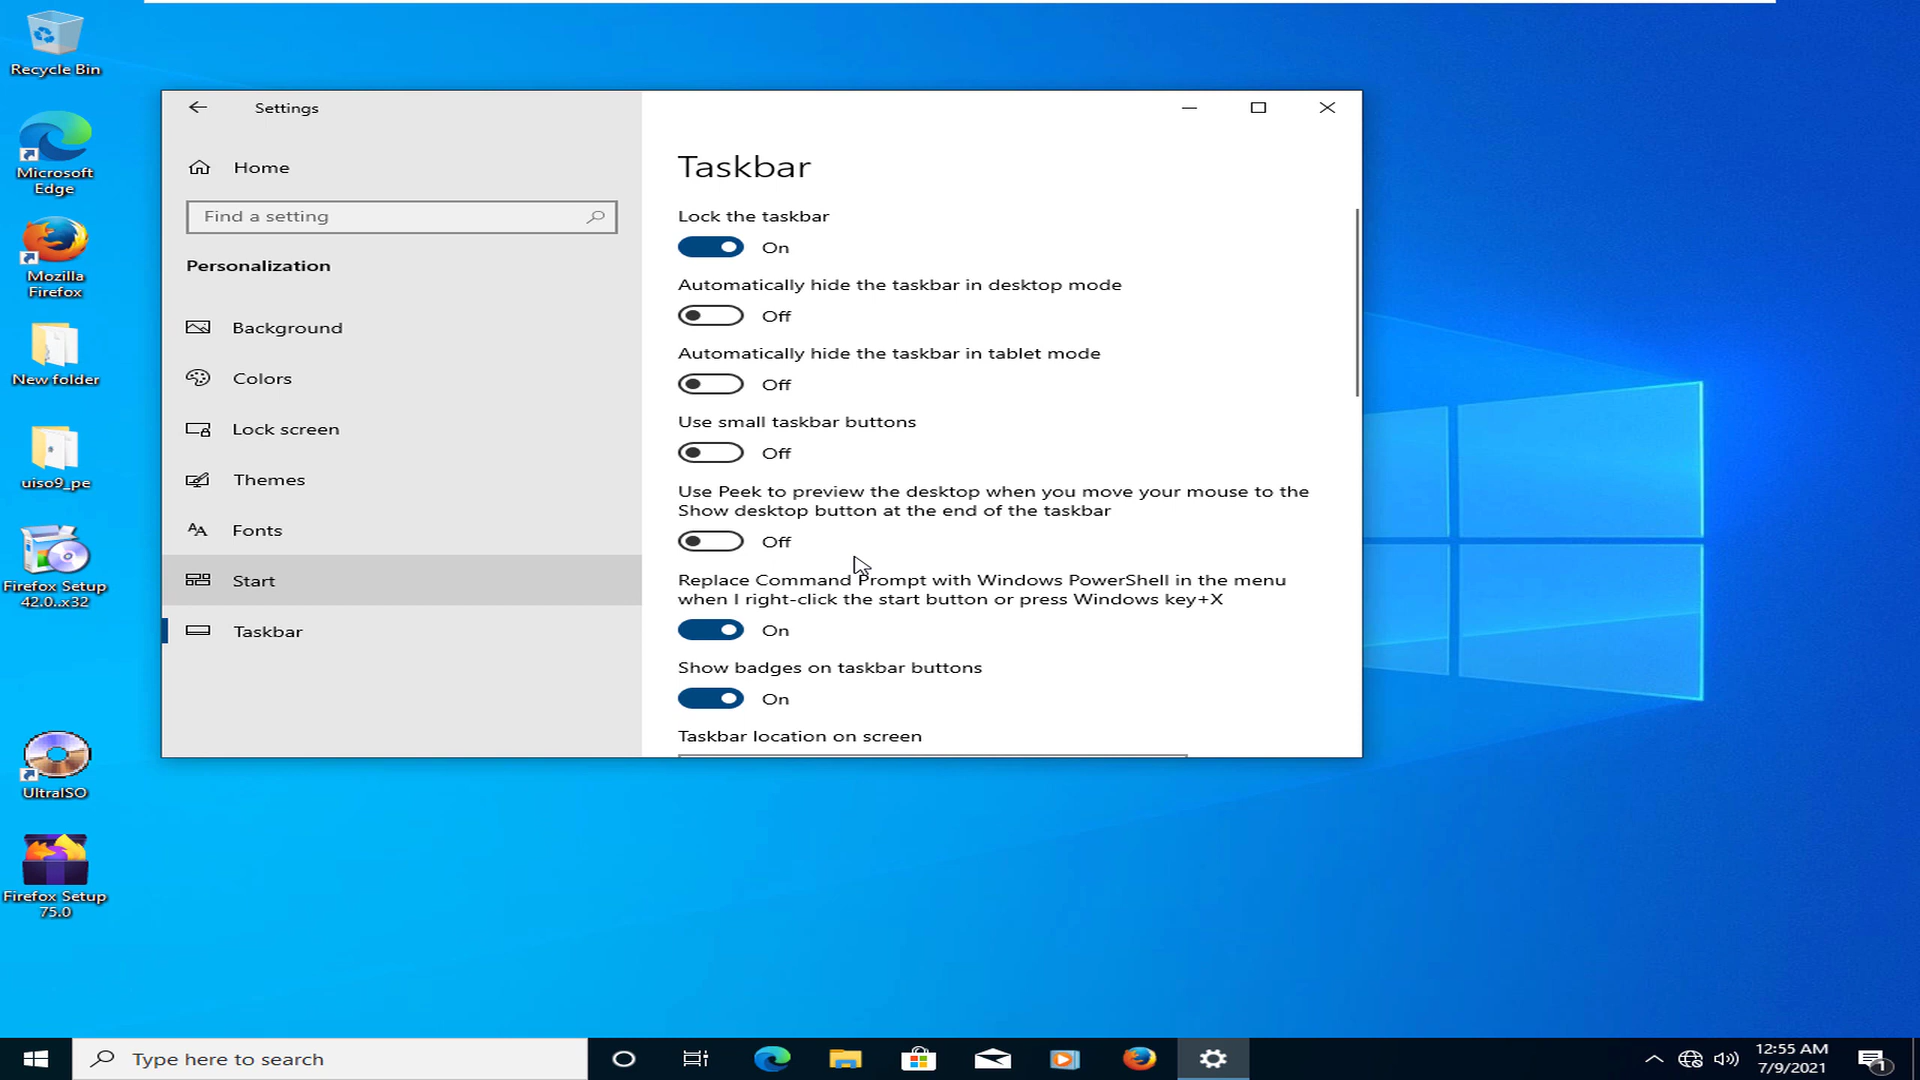 Recycle Bin
Microsoft
Edge
Mozilla
Firefox
New folder
uiso9_pe
Firefox Setup
42.0..x32
UltraISO
Firefox Setup
75.0
Settings
Home
Find a setting
Personalization
Background
Colors
Lock screen
Themes
Fonts
Start
Taskbar
Taskbar
Lock the taskbar
On
Automatically hide the taskbar in desktop mode
Off
Automatically hide the taskbar in tablet mode
Off
Use small taskbar buttons
Off
Use Peek to preview the desktop when you move your mouse to the
Show desktop button at the end of the taskbar
Off
Replace Command Prompt with Windows PowerShell in the menu
when I right-click the start button or press Windows key+X
On
Show badges on taskbar buttons
On
Taskbar location on screen
Type here to search
12:55 AM
7/9/2021
1